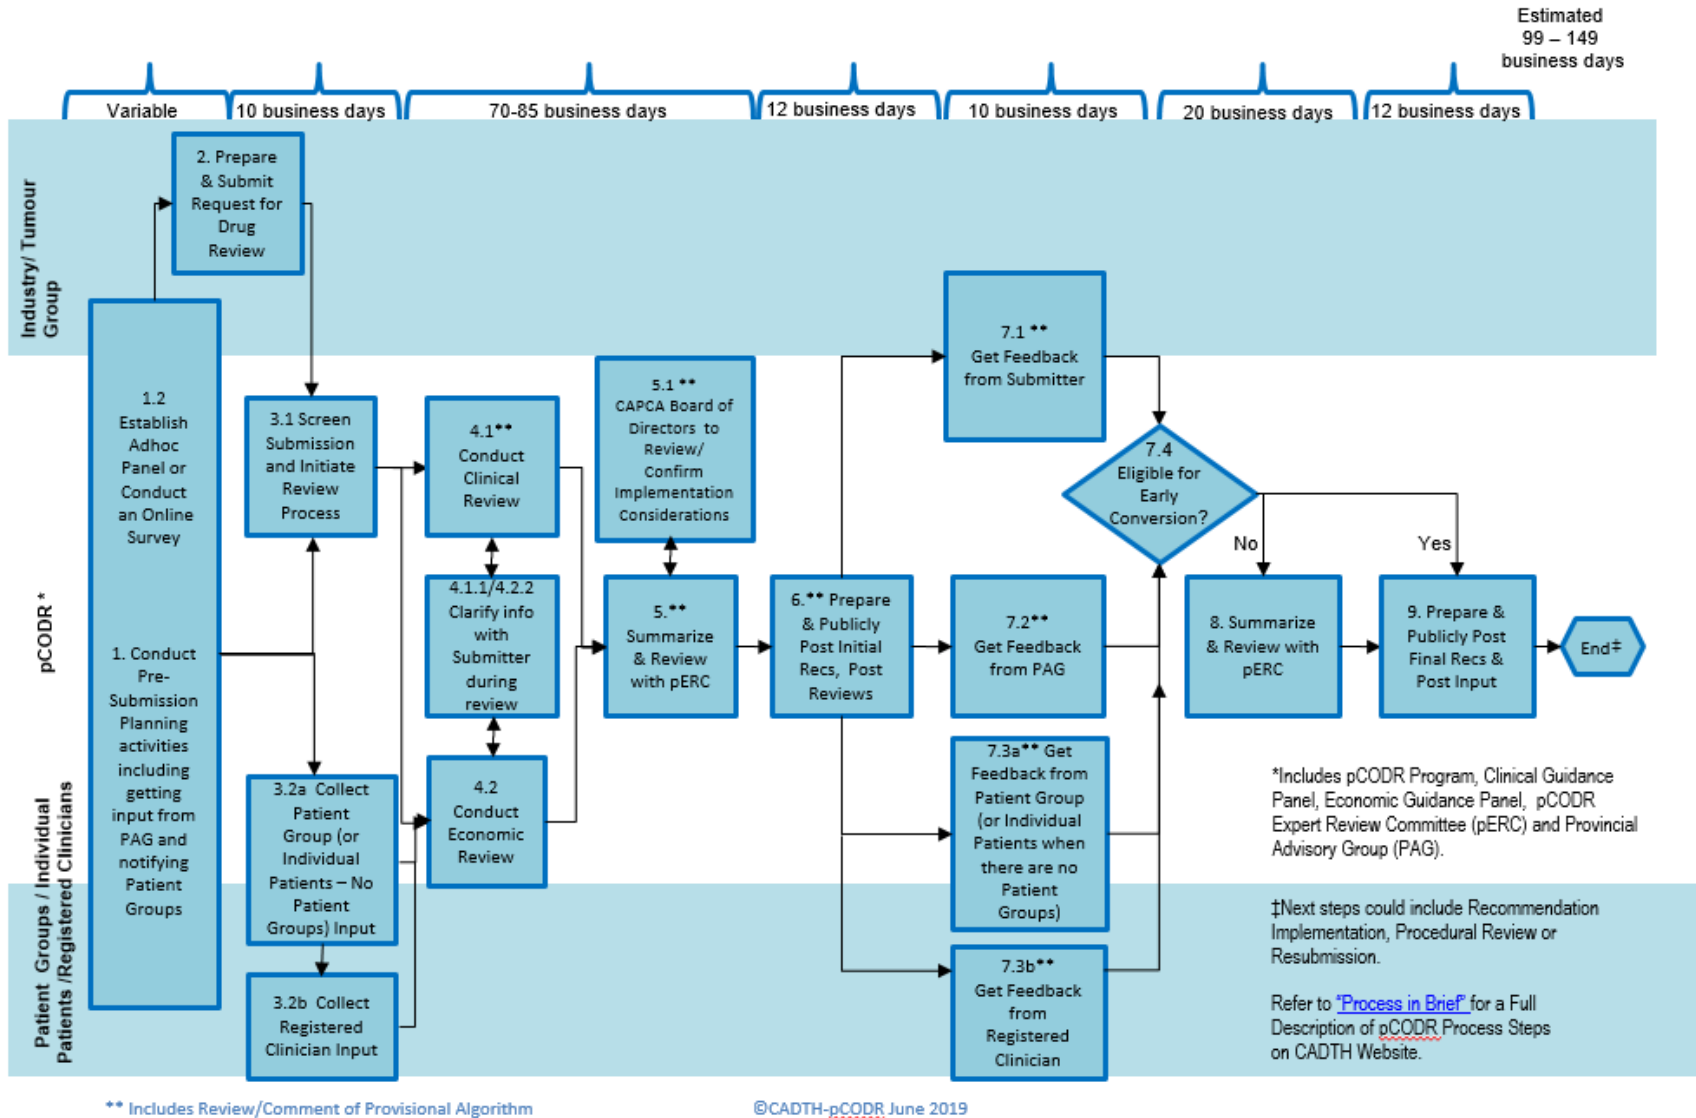 Estimated
99 – 149
business days
Variable
10 business days
70-85 business days
12 business days
10 business days
20 business days
12 business days
Industry/ Tumour
Group
pCODR *
Patient Groups / Individual
Patients /Registered Clinicians
2. Prepare
& Submit
Request for
Drug
Review
1.2
Establish
Adhoc
Panel or
Conduct
an Online
Survey
1. Conduct
Pre-
Submission
Planning
activities
including
getting
input from
PAG and
notifying
Patient
Groups
3.1 Screen
Submission
and Initiate
Review
Process
3.2a Collect
Patient
Group (or
Individual
Patients – No
Patient
Groups) Input
3.2b Collect
Registered
Clinician Input
4.1**
Conduct
Clinical
Review
4.1.1/4.2.2
Clarify info
with
Submitter
during
review
4.2
Conduct
Economic
Review
5.1 **
CAPCA Board of
Directors to
Review/
Confirm
Implementation
Considerations
5.**
Summarize
& Review
with pERC
6.** Prepare
& Publicly
Post Initial
Recs, Post
Reviews
7.1 **
Get Feedback
from Submitter
7.2**
Get Feedback
from PAG
7.3a** Get
Feedback from
Patient Group
(or Individual
Patients when
there are no
Patient
Groups)
7.3b**
Get Feedback
from
Registered
Clinician
7.4
Eligible for
Early
Conversion?
No
Yes
8. Summarize
& Review with
pERC
9. Prepare &
Publicly Post
Final Recs &
Post Input
End‡
*Includes pCODR Program, Clinical Guidance
Panel, Economic Guidance Panel, pCODR
Expert Review Committee (pERC) and Provincial
Advisory Group (PAG).
‡Next steps could include Recommendation
Implementation, Procedural Review or
Resubmission.
Refer to "Process in Brief" for a Full
Description of pCODR Process Steps
on CADTH Website.
** Includes Review/Comment of Provisional Algorithm
©CADTH-pCODR June 2019